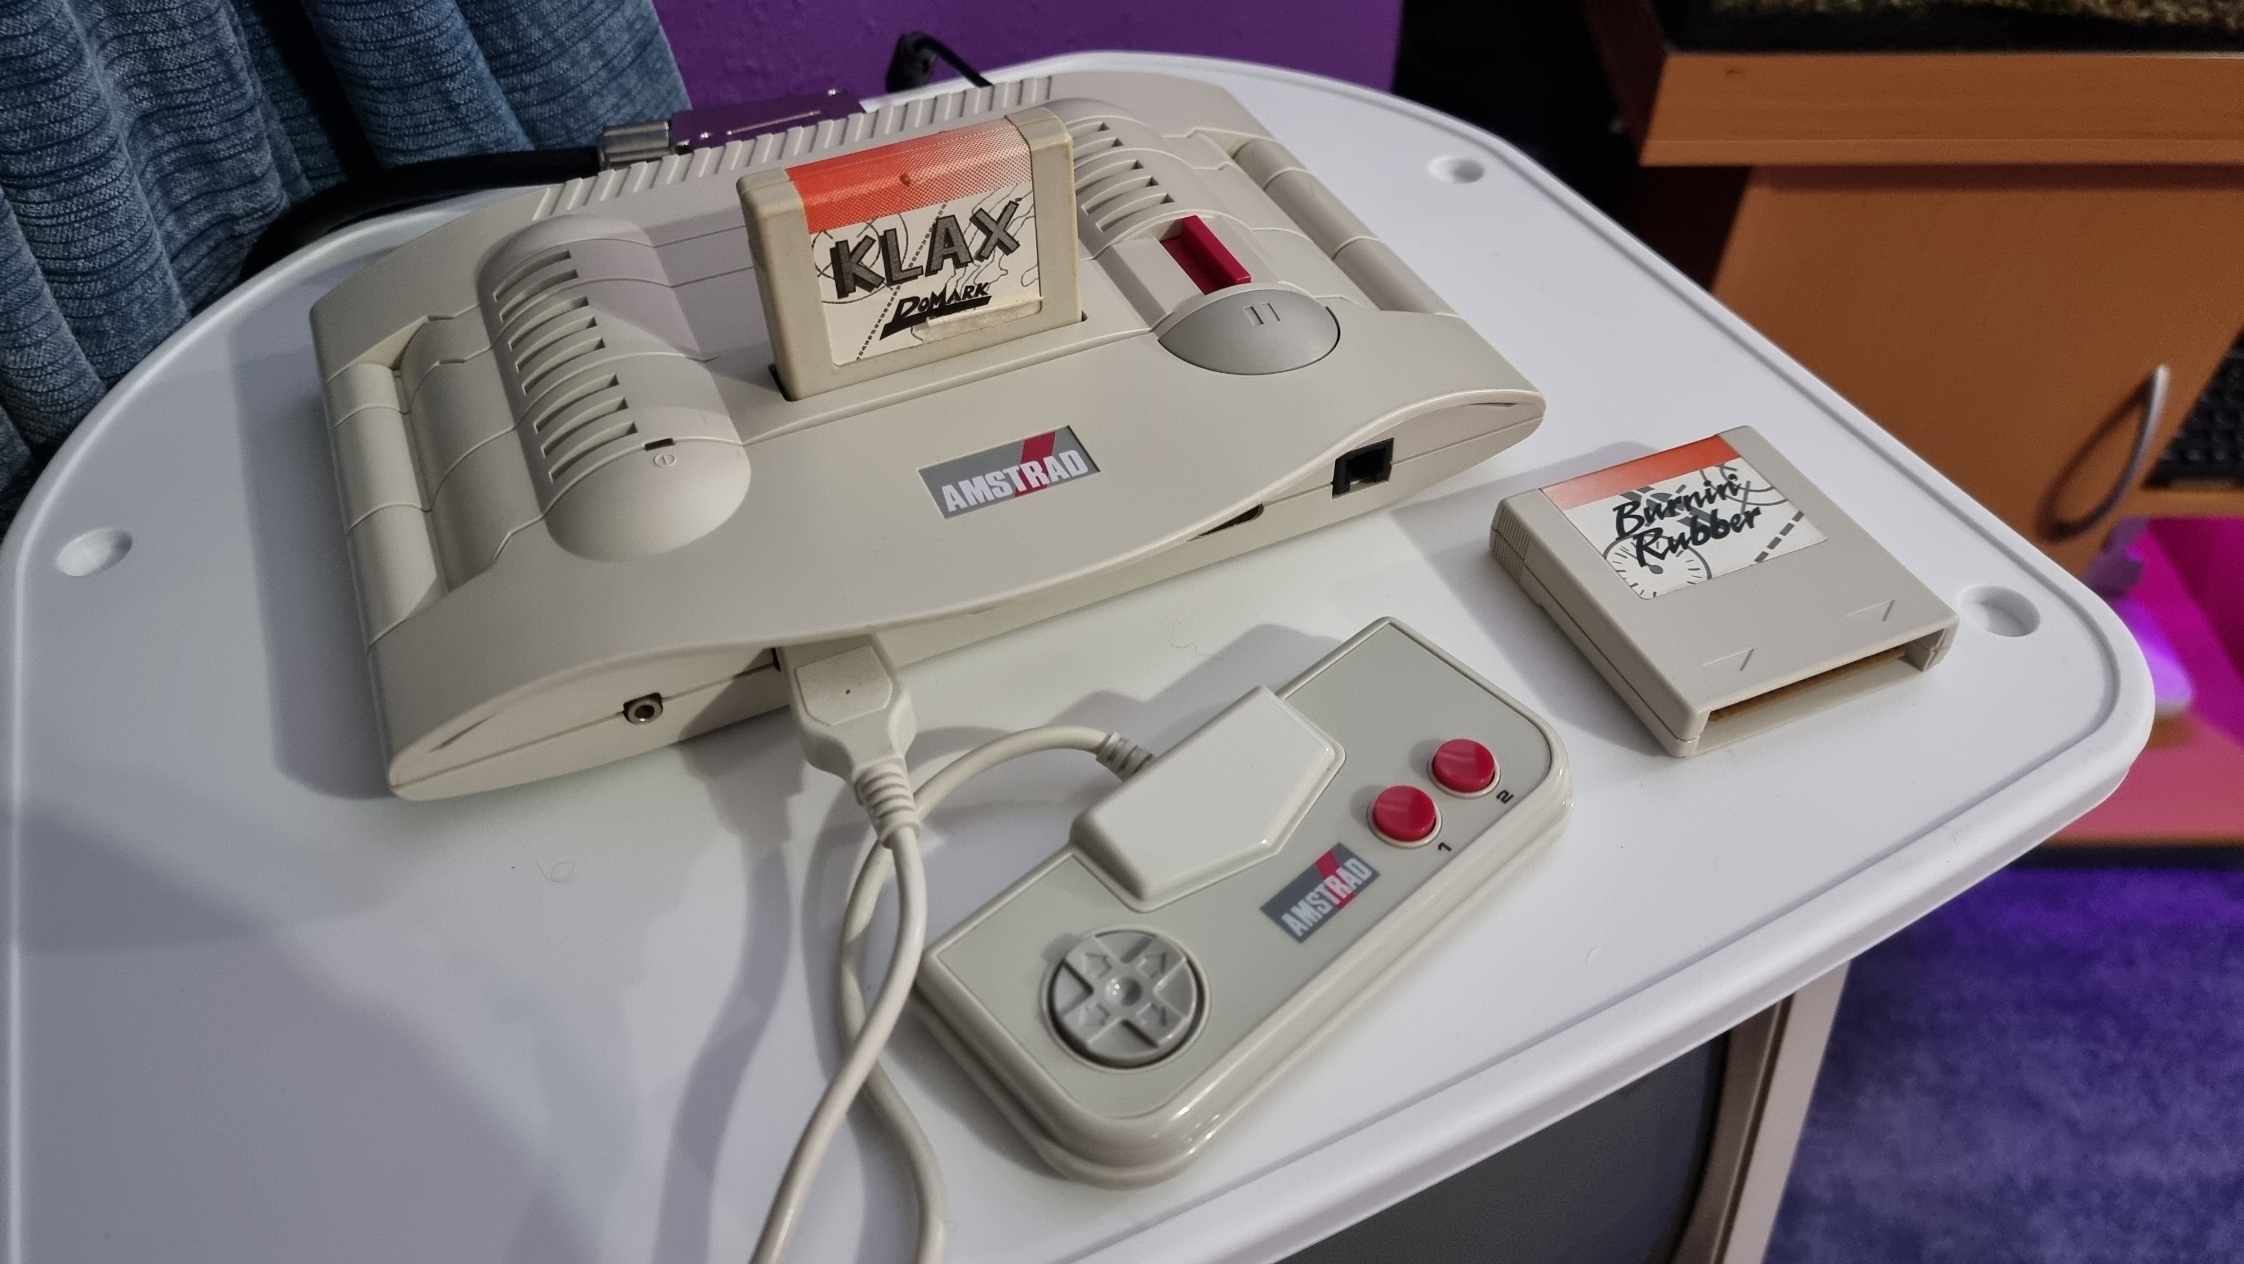 KLAX
DOMARK
AMSTRAD
Burnin'
Rubber
AMSTRAD
1
2